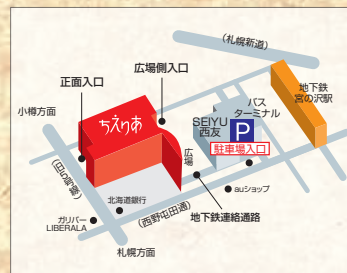 (札幌新道)
広場側入口
正面入口
地下鉄
宮の沢駅
小樽方面
ちえりあ
バス
ターミナル
SEIYU
西友
P
駐車場入口
広場
(旧5号線)
auショップ
北海道銀行
地下鉄連絡通路
(西野屯田通)
ガリバー
LIBERALA
札幌方面